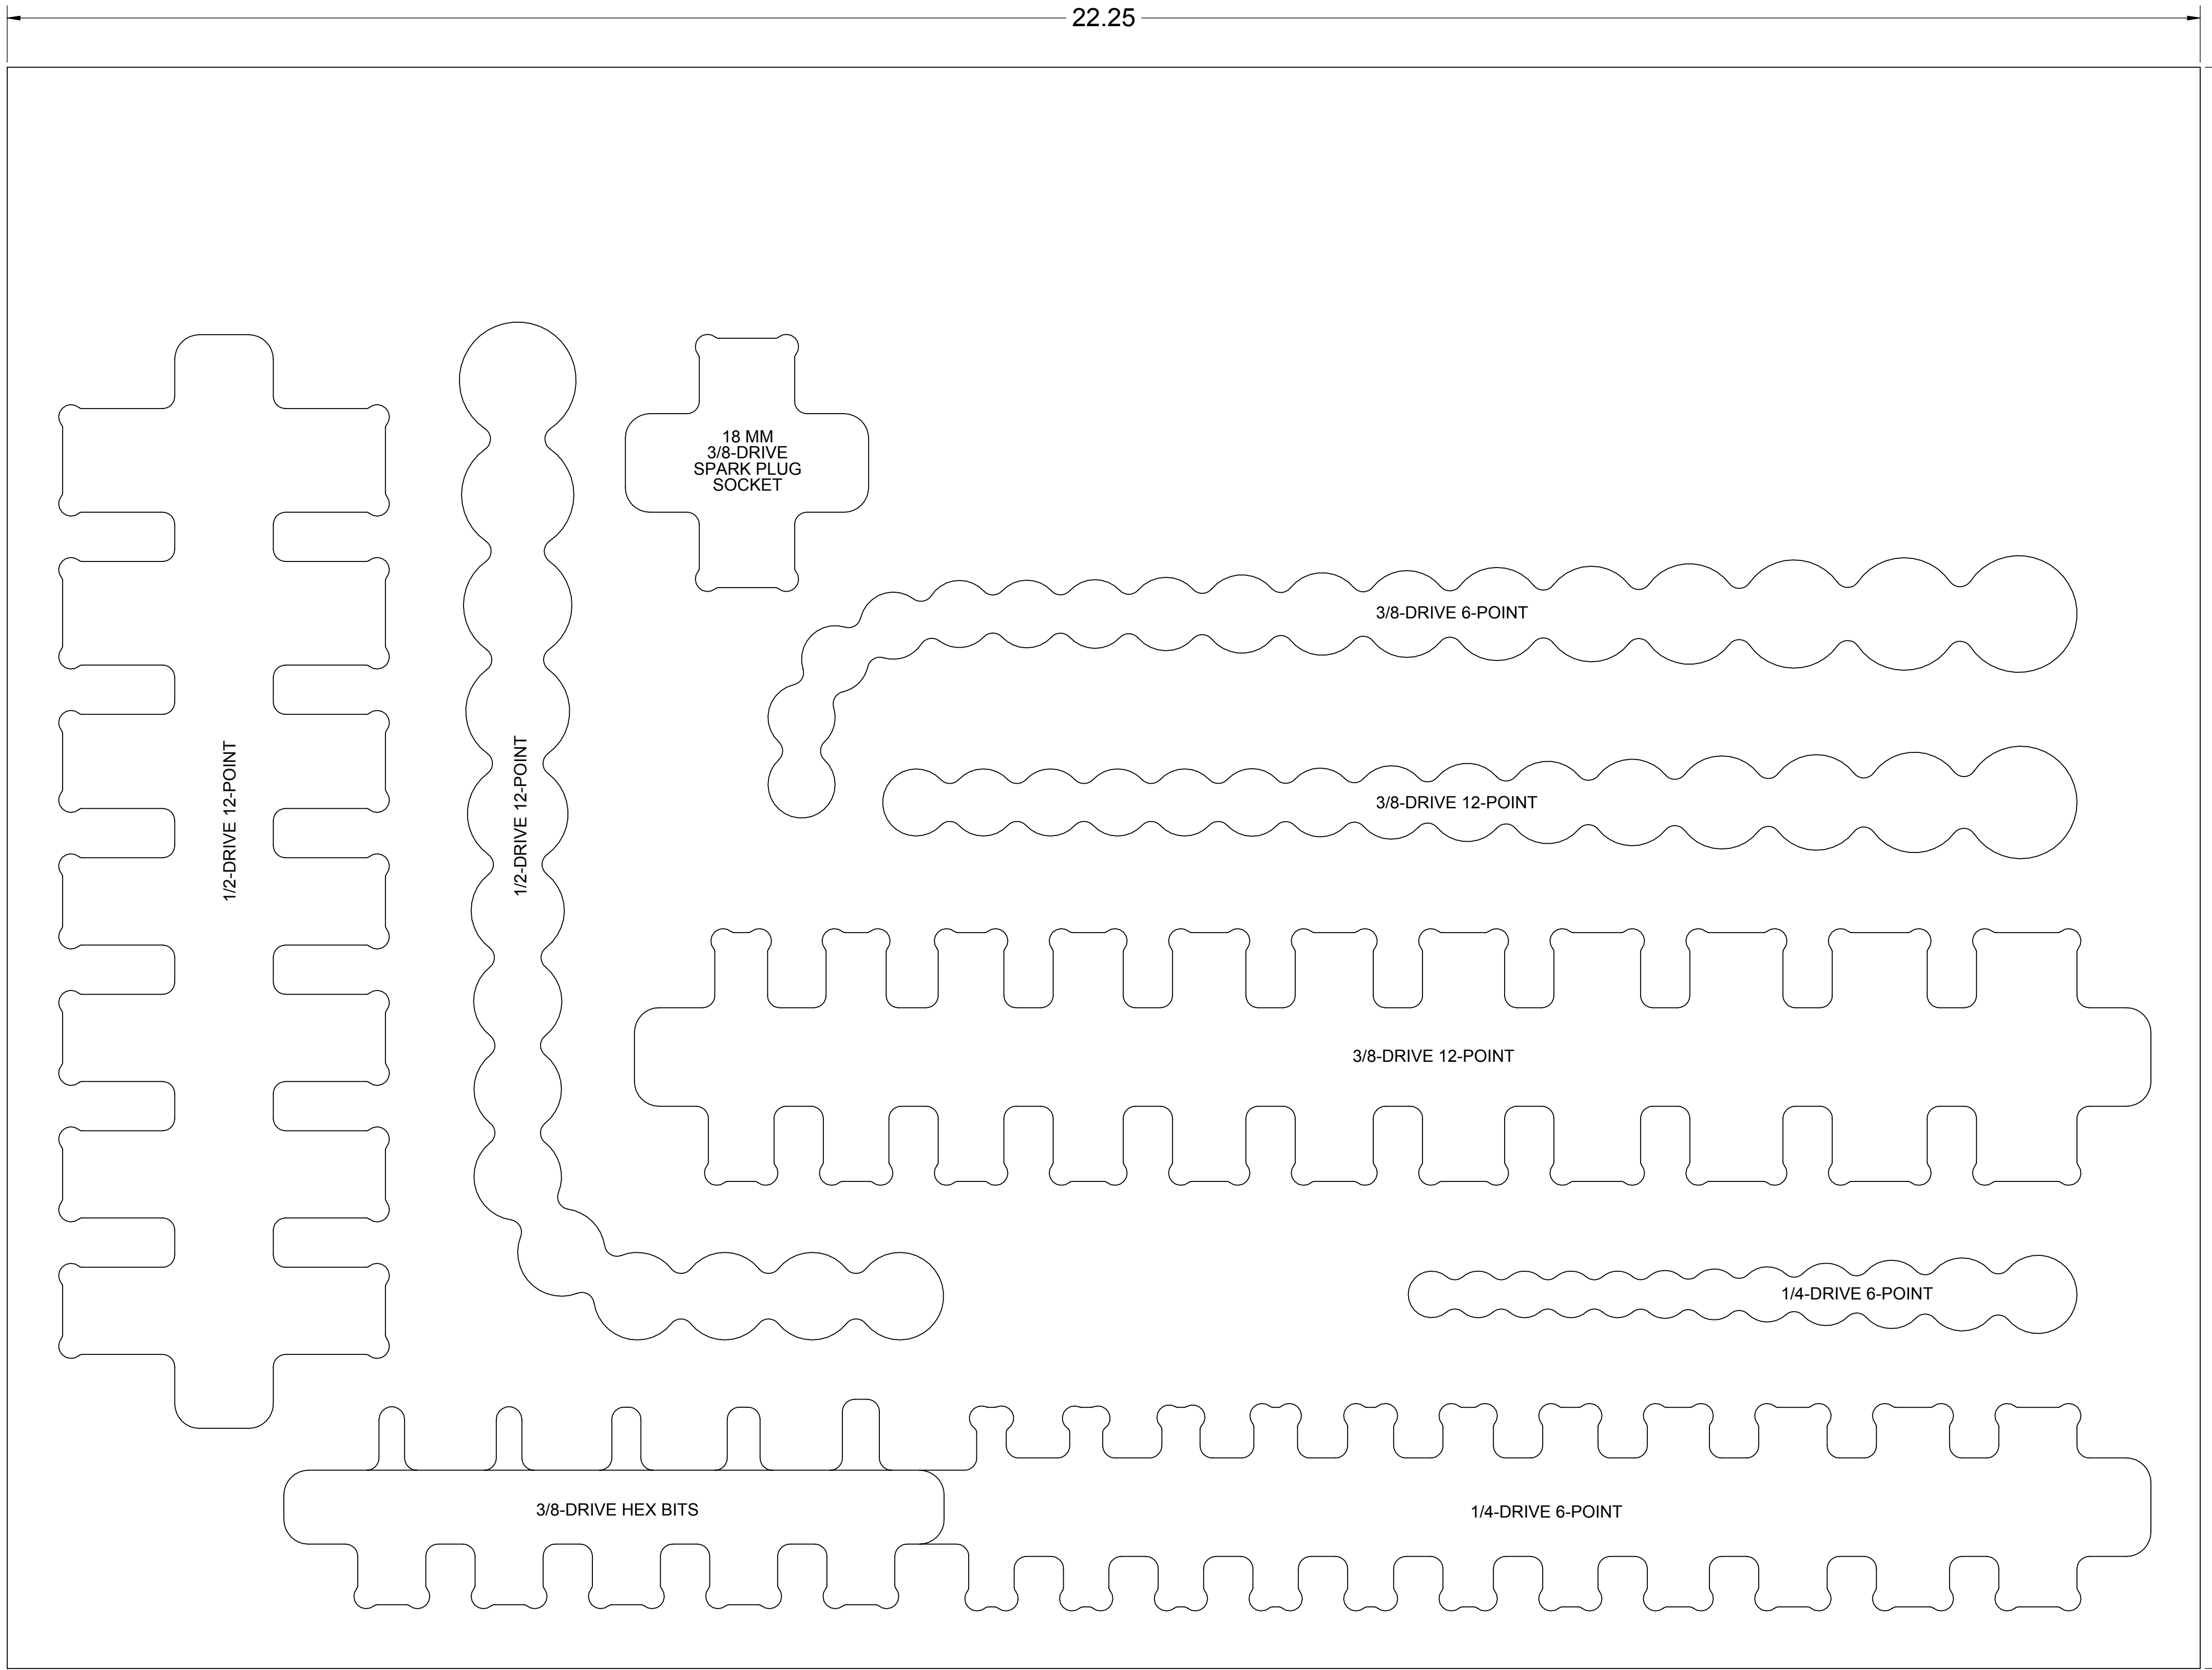 22.25
18 MM
3/8-DRIVE
SPARK PLUG
SOCKET
3/8-DRIVE 6-POINT
1/2-DRIVE 12-POINT
1/2-DRIVE 12-POINT
3/8-DRIVE 12-POINT
3/8-DRIVE 12-POINT
1/4-DRIVE 6-POINT
3/8-DRIVE HEX BITS
1/4-DRIVE 6-POINT